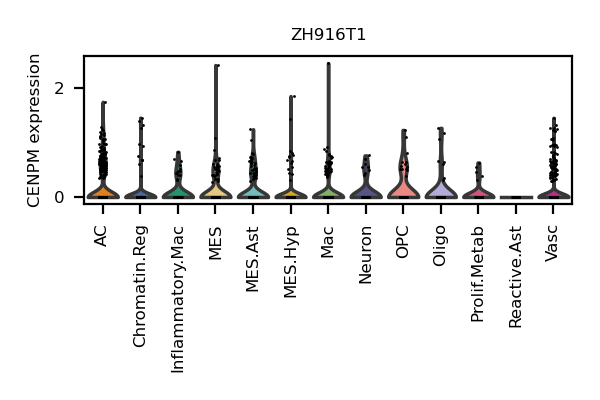 ZH916T1
CENPM expression
2
0
AC
Chromatin.Reg
Inflammatory.Mac
MES
MES.Ast
MES.Hyp
Mac
Neuron
OPC
Oligo
Prolif.Metab
Reactive.Ast
Vasc